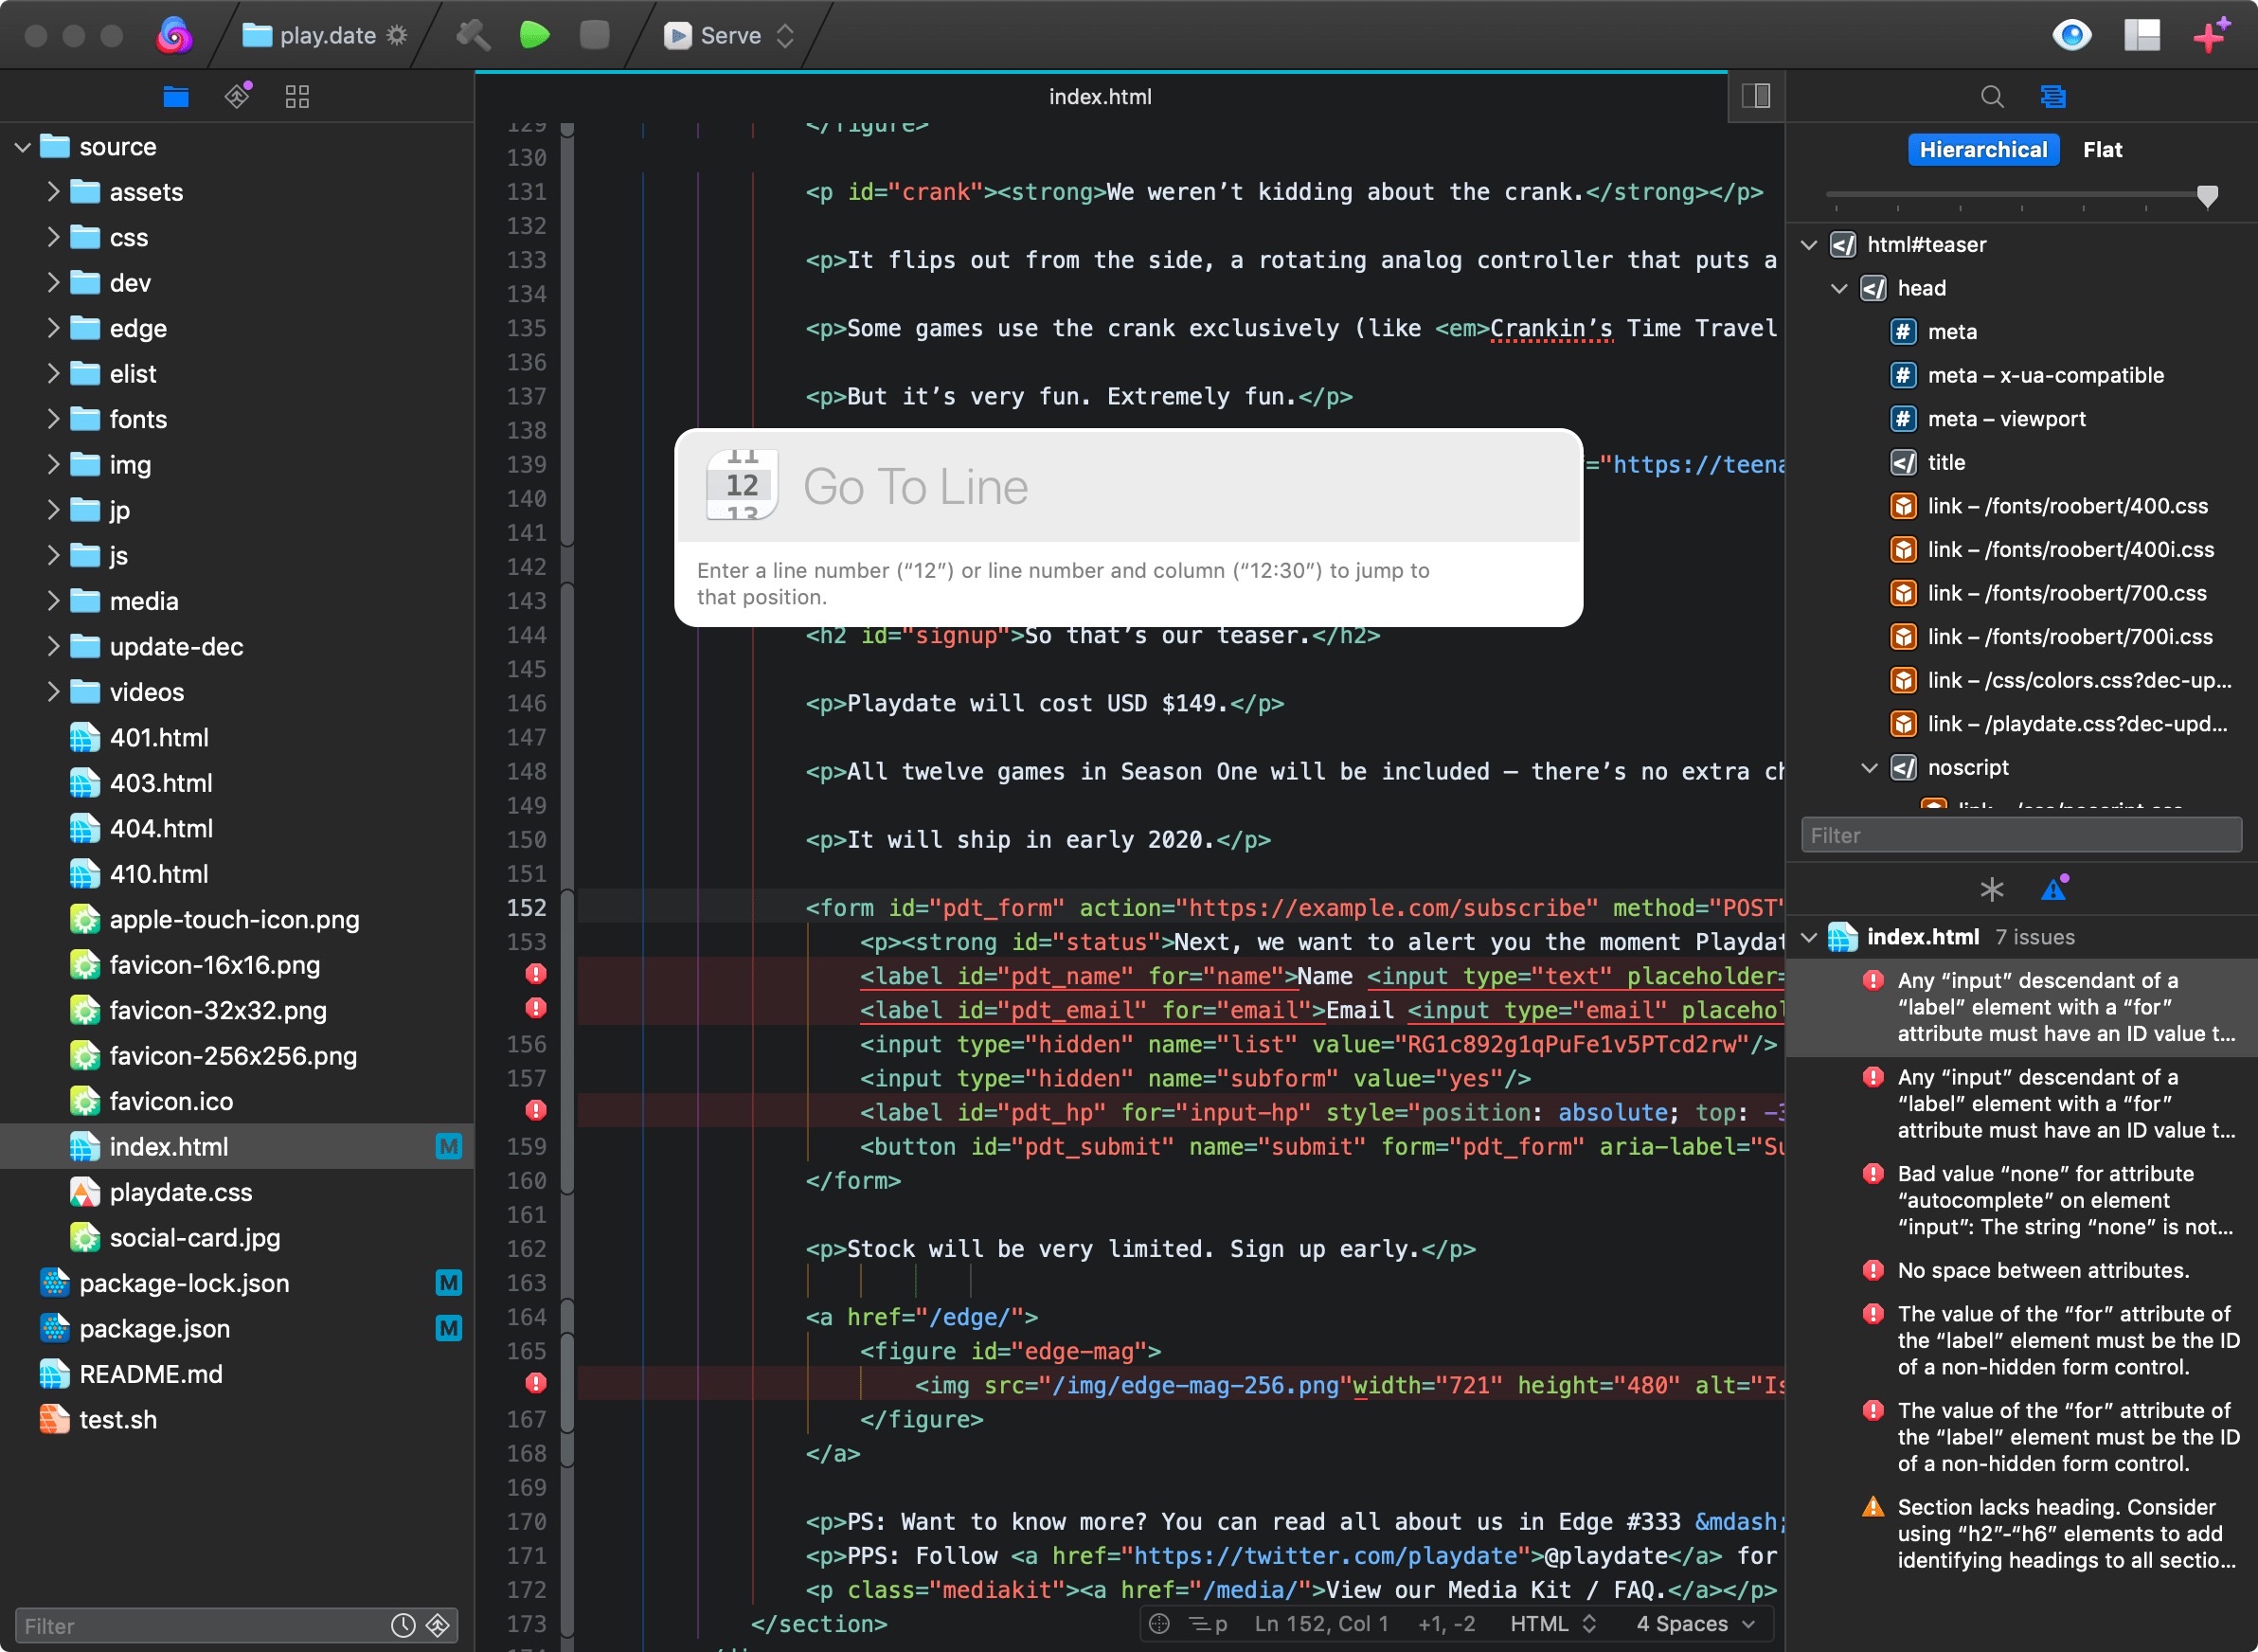 play.date
Serve
source
assets
css
dev
edge
elist
fonts
img
jp
js
media
update-dec
videos
401.html
403.html
404.html
410.html
apple-touch-icon.png
favicon-16x16.png
favicon-32x32.png
favicon-256x256.png
favicon.ico
index.html M
playdate.css
social-card.jpg
package-lock.json M
package.json M
README.md
test.sh
Filter
index.html
129 </figure>
130
131 <p id="crank"><strong>We weren’t kidding about the crank.</strong></p>
132
133 <p>It flips out from the side, a rotating analog controller that puts a
134
135 <p>Some games use the crank exclusively (like <em>Crankin’s Time Travel
136
137 <p>But it’s very fun. Extremely fun.</p>
138
139 ="https://teena
140
141
142
143
144 <h2 id="signup">So that’s our teaser.</h2>
145
146 <p>Playdate will cost USD $149.</p>
147
148 <p>All twelve games in Season One will be included — there’s no extra ch
149
150 <p>It will ship in early 2020.</p>
151
152 <form id="pdt_form" action="https://example.com/subscribe" method="POST"
153 <p><strong id="status">Next, we want to alert you the moment Playdat
<label id="pdt_name" for="name">Name <input type="text" placeholder=
<label id="pdt_email" for="email">Email <input type="email" placehol
156 <input type="hidden" name="list" value="RG1c892g1qPuFe1v5PTcd2rw"/>
157 <input type="hidden" name="subform" value="yes"/>
<label id="pdt_hp" for="input-hp" style="position: absolute; top: -3
159 <button id="pdt_submit" name="submit" form="pdt_form" aria-label="Su
160 </form>
161
162 <p>Stock will be very limited. Sign up early.</p>
163
164 <a href="/edge/">
165 <figure id="edge-mag">
<img src="/img/edge-mag-256.png"width="721" height="480" alt="Is
167 </figure>
168 </a>
169
170 <p>PS: Want to know more? You can read all about us in Edge #333 &mdash;
171 <p>PPS: Follow <a href="https://twitter.com/playdate">@playdate</a> for
172 <p class="mediakit"><a href="/media/">View our Media Kit / FAQ.</a></p>
173 </section>
p Ln 152, Col 1 +1, -2 HTML 4 Spaces
11
12
13
Go To Line
Enter a line number (“12”) or line number and column (“12:30”) to jump to
that position.
Hierarchical Flat
html#teaser
head
meta
meta – x-ua-compatible
meta – viewport
title
link – /fonts/roobert/400.css
link – /fonts/roobert/400i.css
link – /fonts/roobert/700.css
link – /fonts/roobert/700i.css
link – /css/colors.css?dec-up...
link – /playdate.css?dec-upd...
noscript
Filter
index.html 7 issues
Any “input” descendant of a
“label” element with a “for”
attribute must have an ID value t...
Any “input” descendant of a
“label” element with a “for”
attribute must have an ID value t...
Bad value “none” for attribute
“autocomplete” on element
“input”: The string “none” is not...
No space between attributes.
The value of the “for” attribute of
the “label” element must be the ID
of a non-hidden form control.
The value of the “for” attribute of
the “label” element must be the ID
of a non-hidden form control.
Section lacks heading. Consider
using “h2”-“h6” elements to add
identifying headings to all sectio...